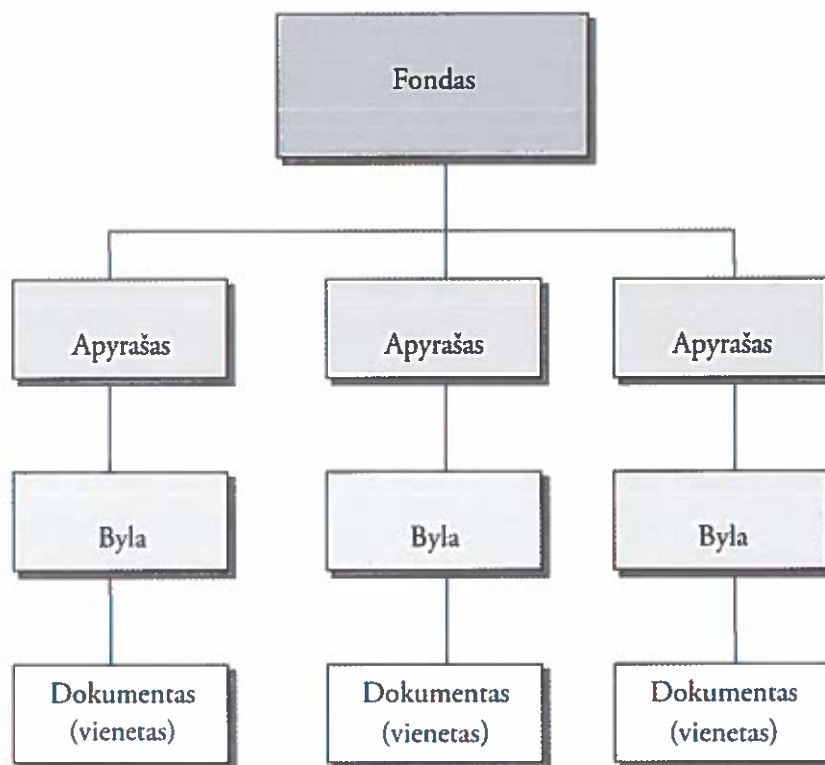 Fondas
Apyrašas
Apyrašas
Apyrašas
Byla
Byla
Byla
Dokumentas
(vienetas)
Dokumentas
(vienetas)
Dokumentas
(vienetas)